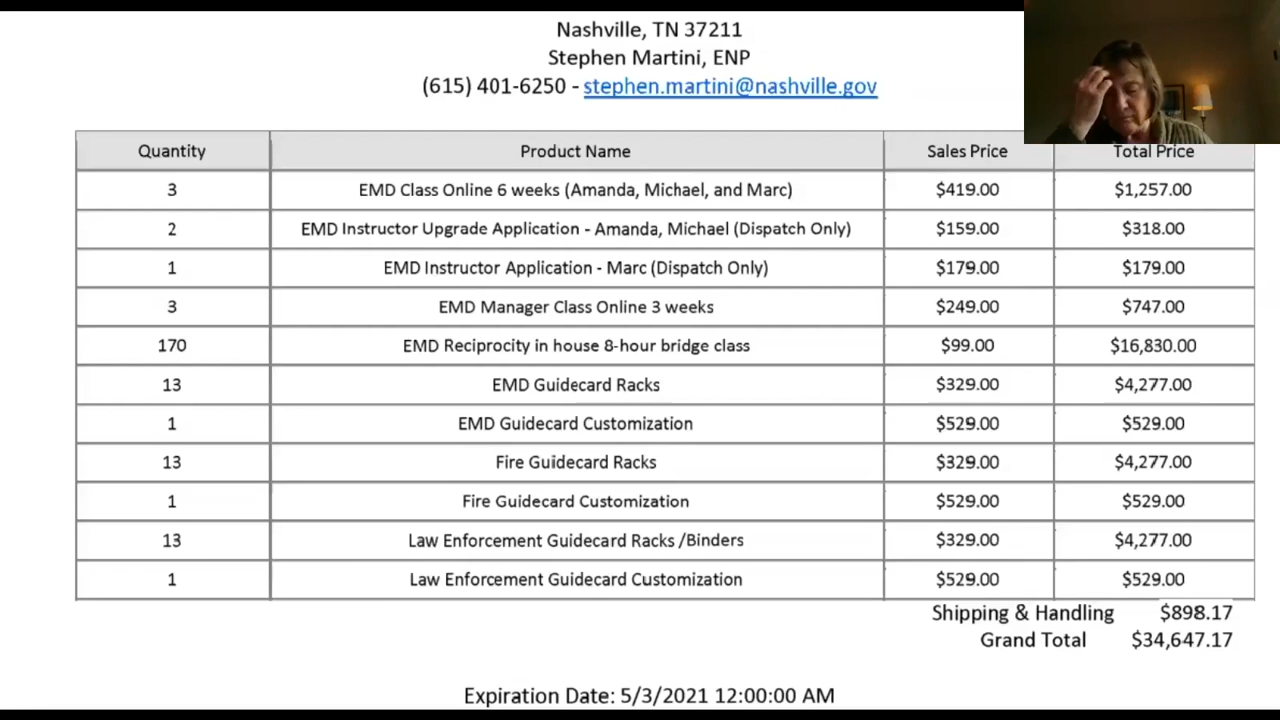 Nashville, TN 37211
Stephen Martini, ENP
(615) 401-6250 - stephen.martini@nashville.gov
Quantity Product Name Sales Price Total Price
3 EMD Class Online 6 weeks (Amanda, Michael, and Marc) $419.00 $1,257.00
2 EMD Instructor Upgrade Application - Amanda, Michael (Dispatch Only) $159.00 $318.00
1 EMD Instructor Application - Marc (Dispatch Only) $179.00 $179.00
3 EMD Manager Class Online 3 weeks $249.00 $747.00
170 EMD Reciprocity in house 8-hour bridge class $99.00 $16,830.00
13 EMD Guidecard Racks $329.00 $4,277.00
1 EMD Guidecard Customization $529.00 $529.00
13 Fire Guidecard Racks $329.00 $4,277.00
1 Fire Guidecard Customization $529.00 $529.00
13 Law Enforcement Guidecard Racks /Binders $329.00 $4,277.00
1 Law Enforcement Guidecard Customization $529.00 $529.00
Shipping & Handling $898.17
Grand Total $34,647.17
Expiration Date: 5/3/2021 12:00:00 AM